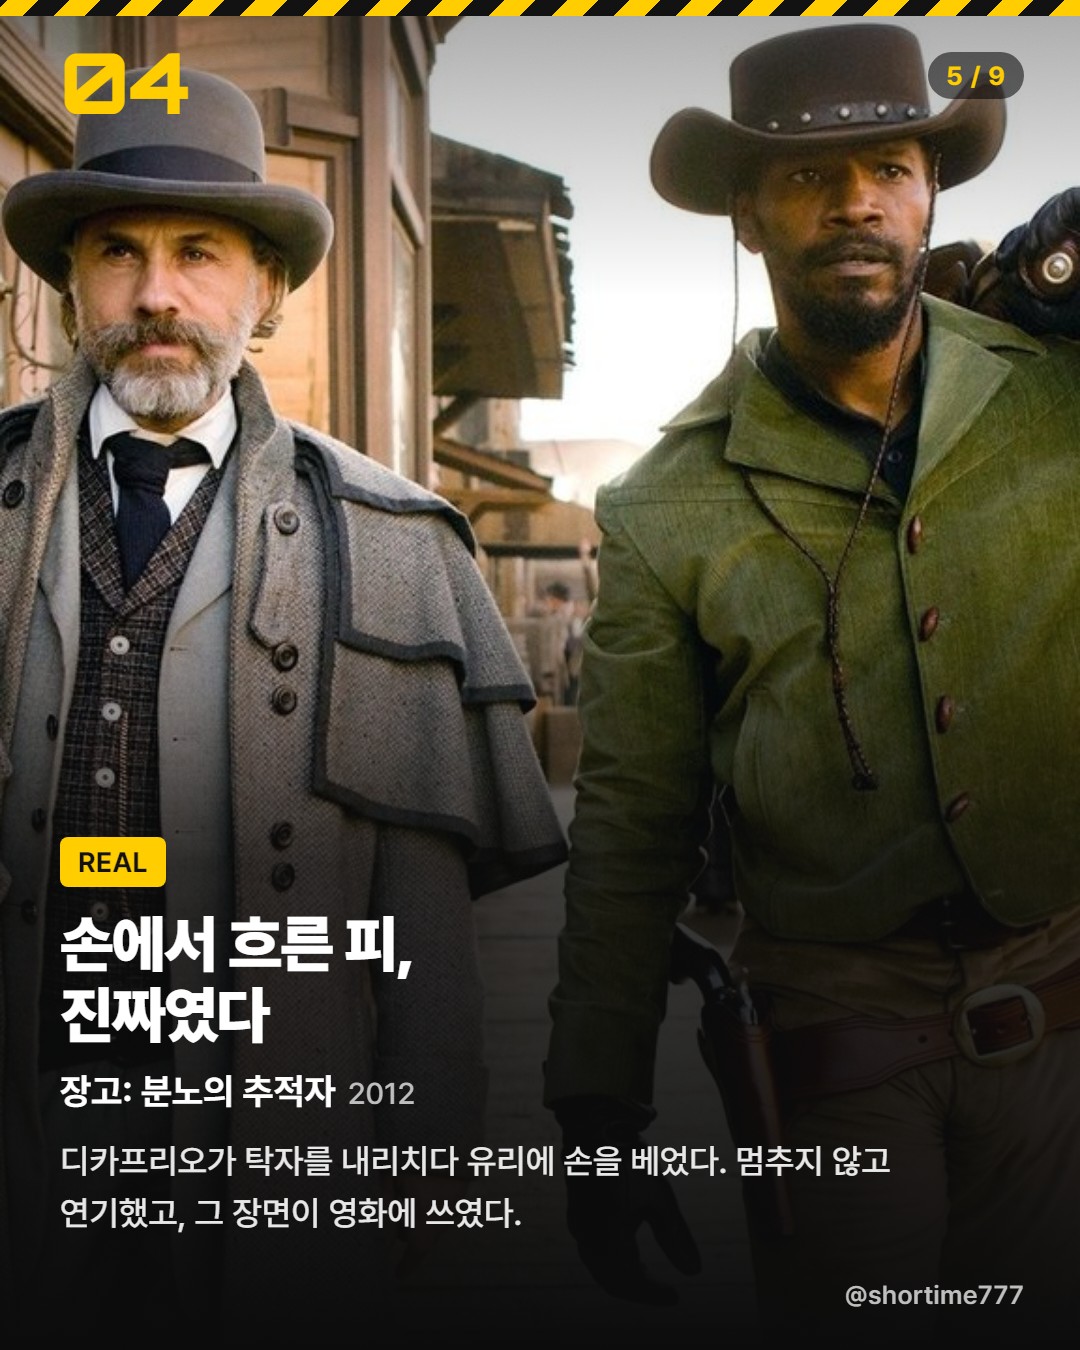 04
5 / 9
REAL
손에서 흐른 피,
진짜였다
장고: 분노의 추적자 2012
디카프리오가 탁자를 내리치다 유리에 손을 베었다. 멈추지 않고
연기했고, 그 장면이 영화에 쓰였다.
@shortime777